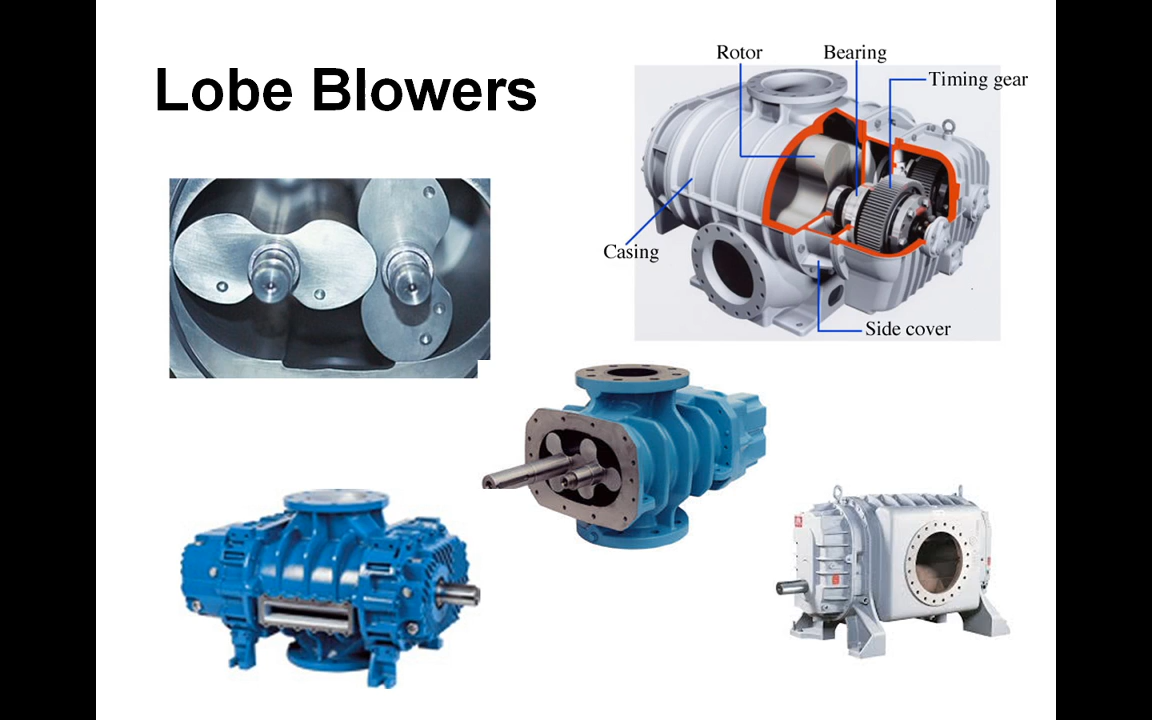 Lobe Blowers
Rotor
Bearing
Timing gear
Casing
Side cover